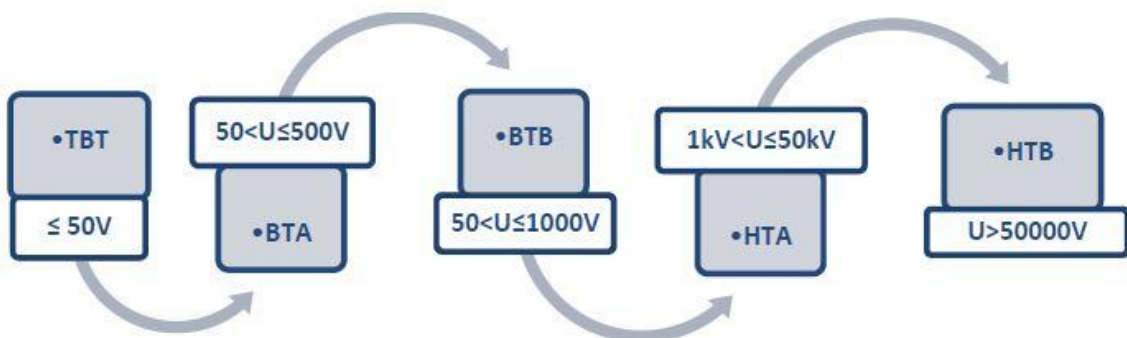 •TBT
≤ 50V
50<U≤500V
•BTA
•BTB
50<U≤1000V
1kV<U≤50kV
•HTA
•HTB
U>50000V